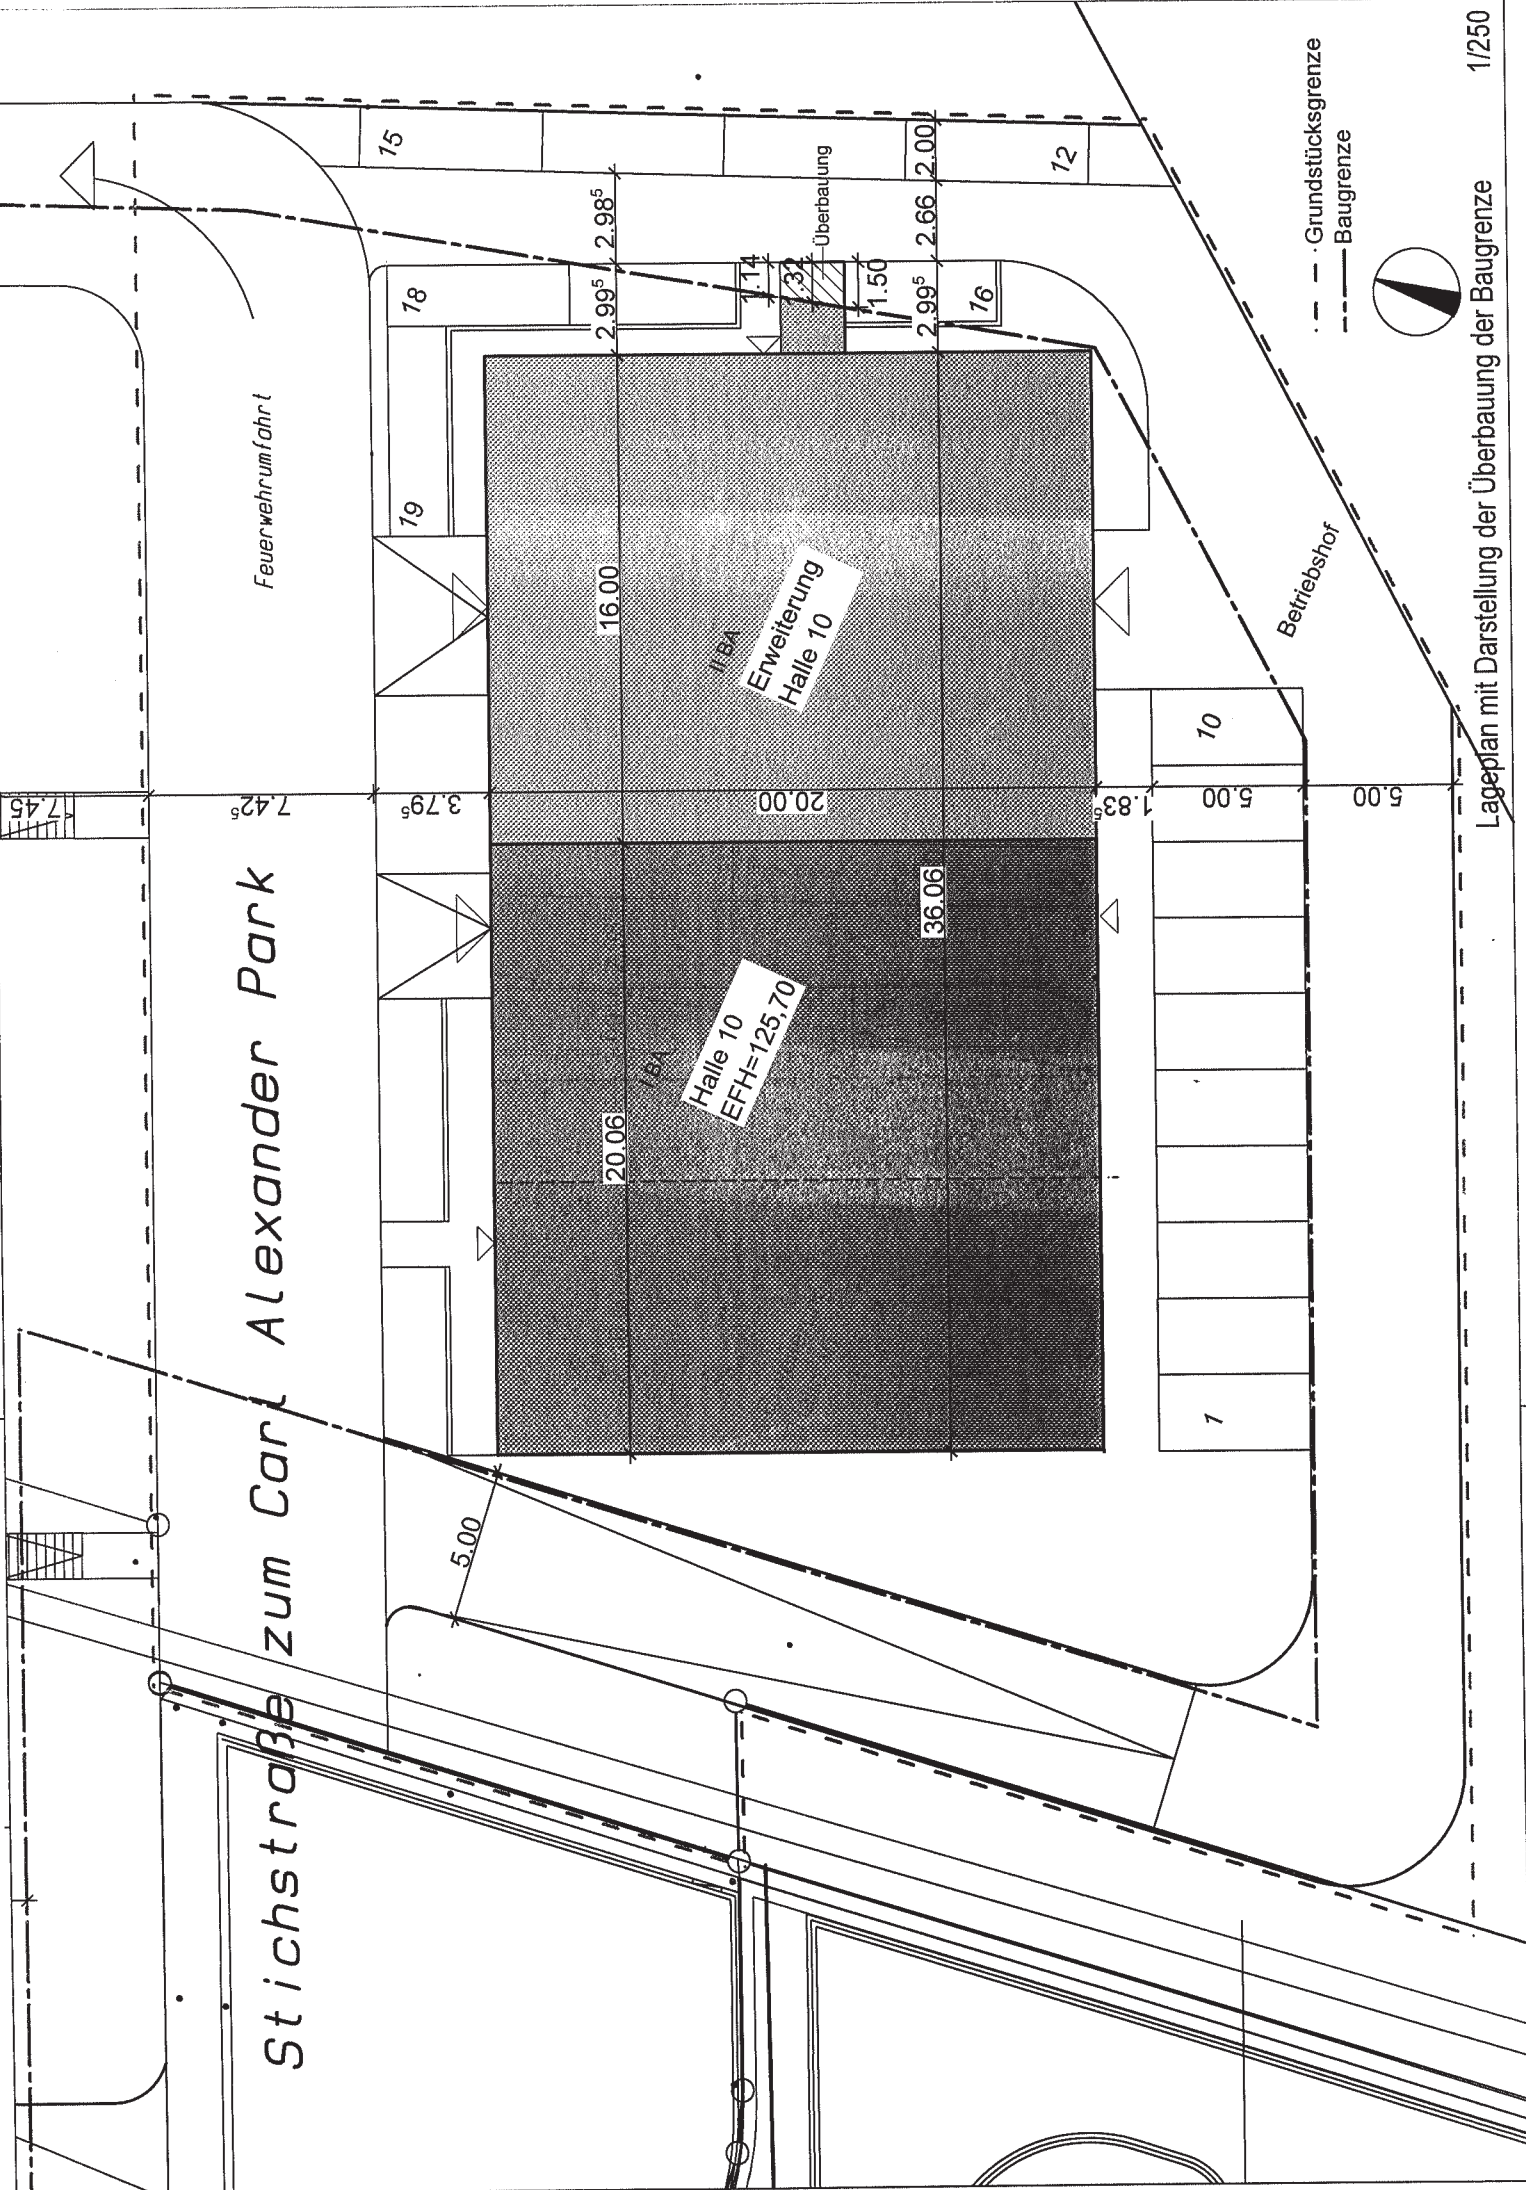 Stichstraße zum Carl Alexander Park
Feuerwehrumfahrt
7.45
7.42⁵
3.79⁵
20.00
1.83⁵
5.00
5.00
15
12
18
19
16
10
1
2.98⁵
2.99⁵
2.00
2.66
2.99⁵
1.14
1.32
1.50
Überbauung
16.00
20.06
36.06
II BA
Erweiterung
Halle 10
I BA
Halle 10
EFH=125,70
5.00
Betriebshof
Grundstücksgrenze
Baugrenze
Lageplan mit Darstellung der Überbauung der Baugrenze
1/250